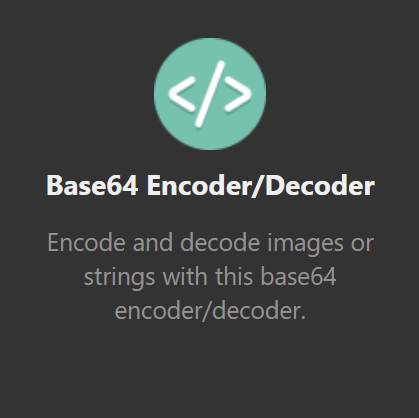 </>
Base64 Encoder/Decoder
Encode and decode images or
strings with this base64
encoder/decoder.